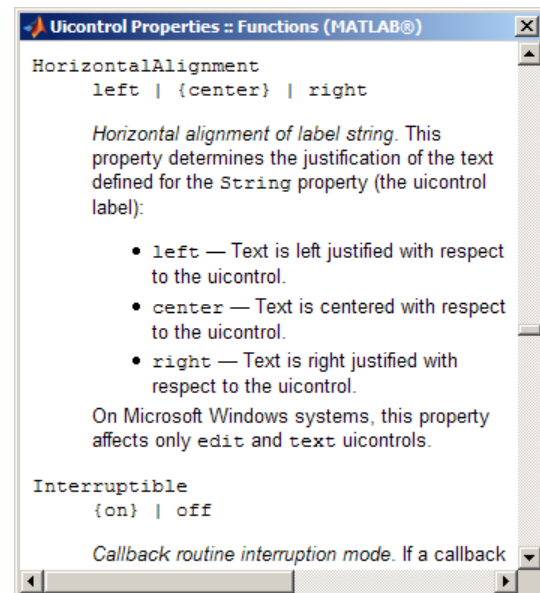 Uicontrol Properties :: Functions (MATLAB®)
HorizontalAlignment
left | {center} | right
Horizontal alignment of label string. This
property determines the justification of the text
defined for the String property (the uicontrol
label):
• left — Text is left justified with respect
to the uicontrol.
• center — Text is centered with respect
to the uicontrol.
• right — Text is right justified with
respect to the uicontrol.
On Microsoft Windows systems, this property
affects only edit and text uicontrols.
Interruptible
{on} | off
Callback routine interruption mode. If a callback